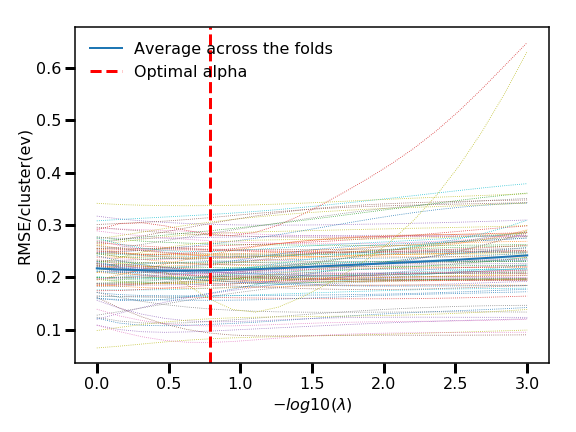 Average across the folds
Optimal alpha
RMSE/cluster(ev)
0.6
0.5
0.4
0.3
0.2
0.1
0.0 0.5 1.0 1.5 2.0 2.5 3.0
−log10(λ)